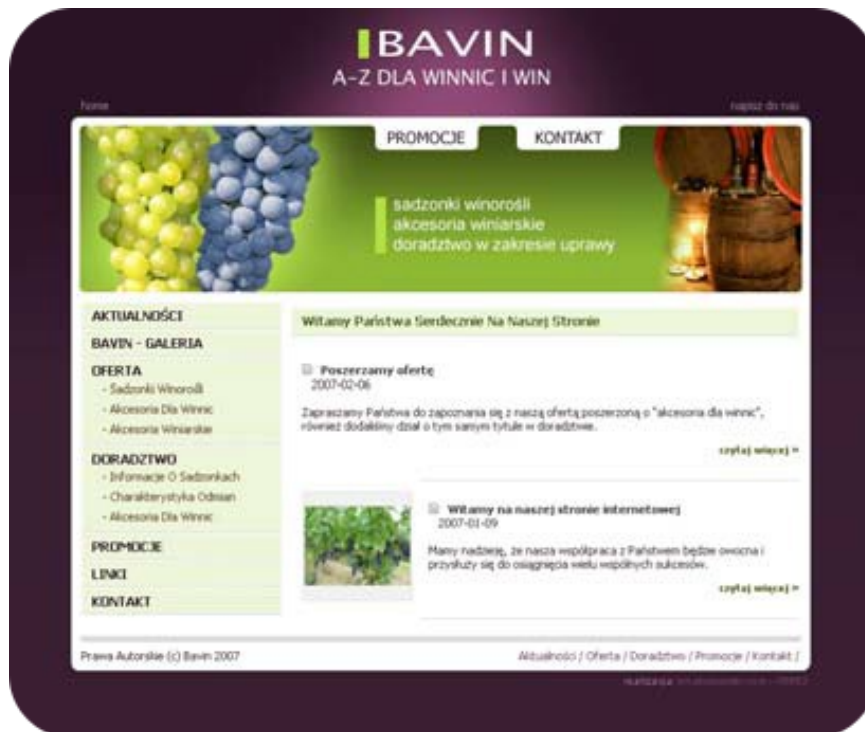 BAVIN
A-Z DLA WINNIC I WIN
home
napisz do nas
PROMOCJE
KONTAKT
sadzonki winorośli
akcesoria winiarskie
doradztwo w zakresie uprawy
AKTUALNOŚCI
BAVIN - GALERIA
OFERTA
- Sadzonki Winorośli
- Akcesoria Dla Winnic
- Akcesoria Winiarskie
DORADZTWO
- Informacje O Sadzonkach
- Charakterystyka Odmian
- Akcesoria Dla Winnic
PROMOCJE
LINKI
KONTAKT
Witamy Państwa Serdecznie Na Naszej Stronie
Poszerzamy ofertę
2007-02-06
Zapraszamy Państwa do zapoznania się z naszą ofertą poszerzoną o "akcesoria dla winnic",
również dodaliśmy dział o tym samym tytule w doradztwie.
czytaj więcej »
Witamy na naszej stronie internetowej
2007-01-09
Mamy nadzieję, że nasza współpraca z Państwem będzie owocna i
przysłuży się do osiągnięcia wielu wspólnych sukcesów.
czytaj więcej »
Prawa Autorskie (c) Bavin 2007
Aktualności / Oferta / Doradztwo / Promocje / Kontakt /
realizacja